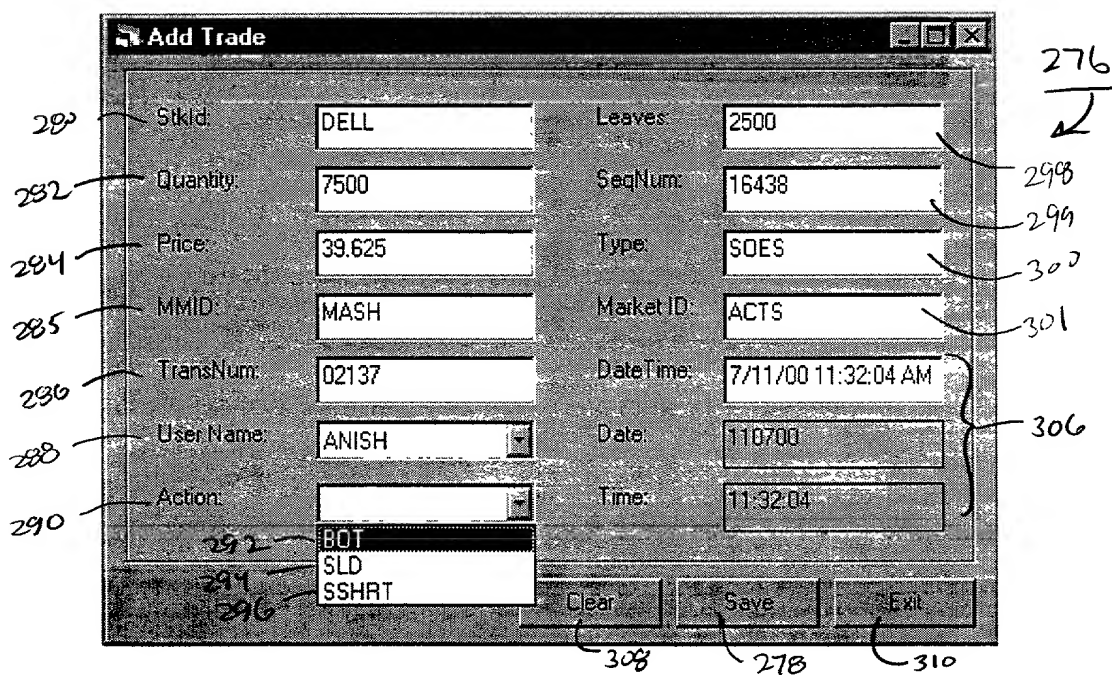 Add Trade
276
280 StkId: DELL Leaves: 2500 298
282 Quantity: 7500 SeqNum: 16438 299
284 Price: 39.625 Type: SOES 300
285 MMID: MASH Market ID: ACTS 301
286 TransNum: 02137 DateTime: 7/11/00 11:32:04 AM
288 User Name: ANISH Date: 110700 306
290 Action: Time: 11:32:04
292 BOT
294 SLD
296 SSHRT
Clear Save Exit
308 278 310